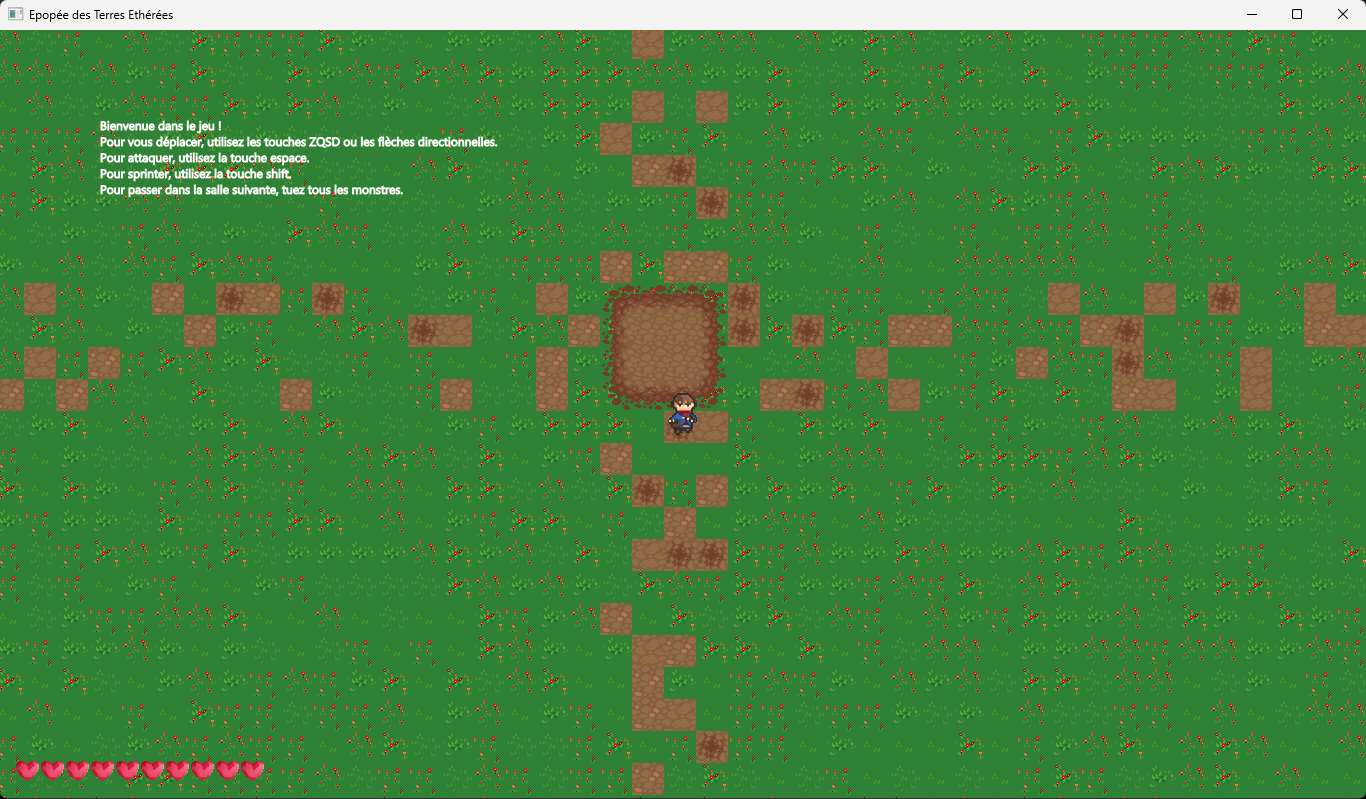 Epopée des Terres Ethérées
Bienvenue dans le jeu !
Pour vous déplacer, utilisez les touches ZQSD ou les flèches directionnelles.
Pour attaquer, utilisez la touche espace.
Pour sprinter, utilisez la touche shift.
Pour passer dans la salle suivante, tuez tous les monstres.